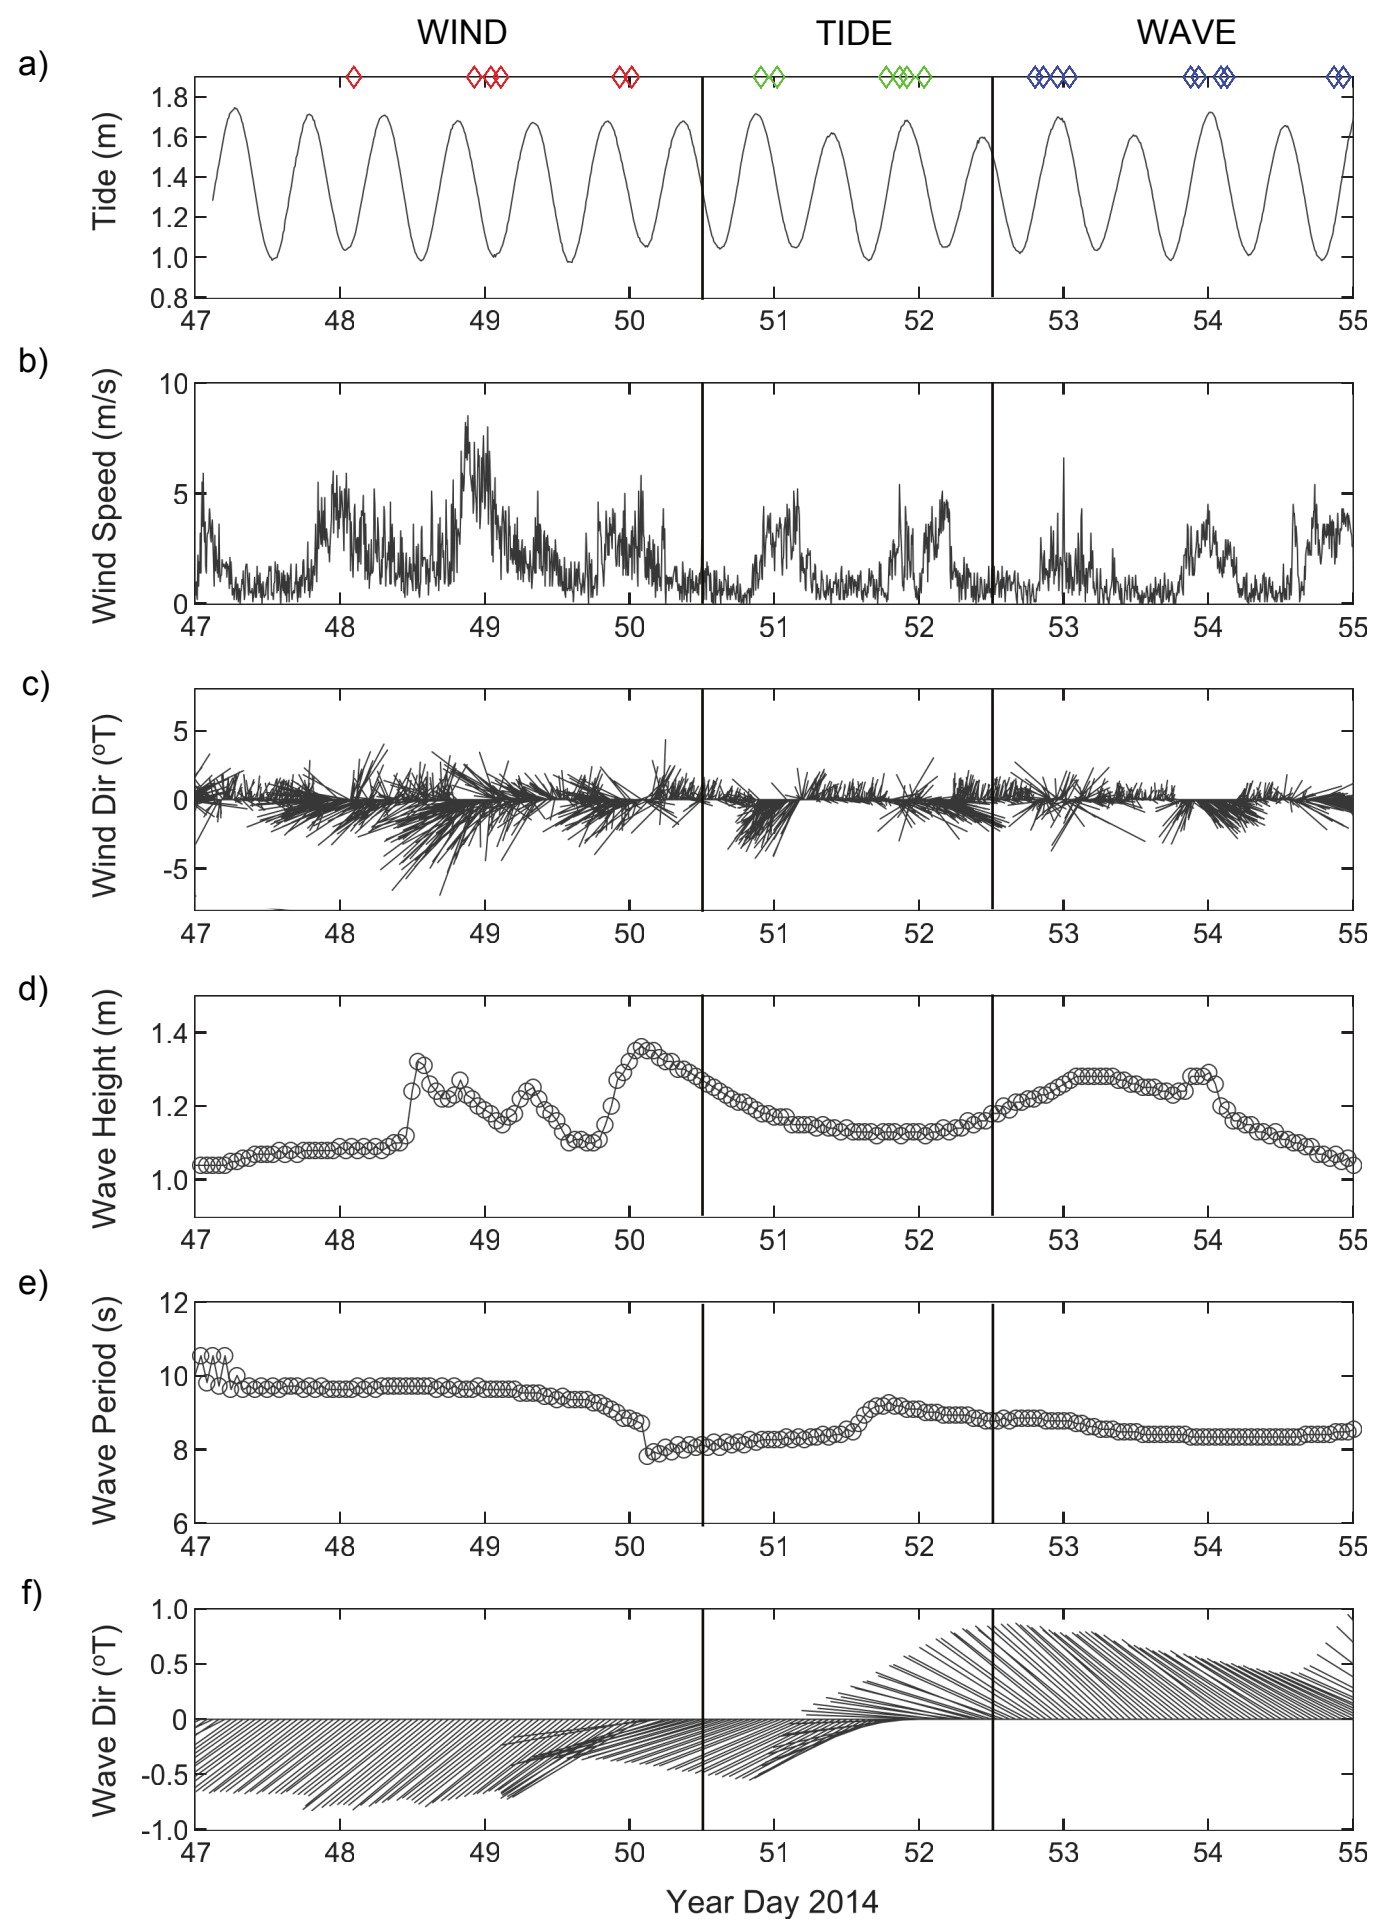 WIND TIDE WAVE
a)
Tide (m)
1.8
1.6
1.4
1.2
1.0
0.8
47 48 49 50 51 52 53 54 55
b)
Wind Speed (m/s)
10
5
0
47 48 49 50 51 52 53 54 55
c)
Wind Dir (ºT)
5
0
-5
47 48 49 50 51 52 53 54 55
d)
Wave Height (m)
1.4
1.2
1.0
47 48 49 50 51 52 53 54 55
e)
Wave Period (s)
12
10
8
6
47 48 49 50 51 52 53 54 55
f)
Wave Dir (ºT)
1.0
0.5
0
-0.5
-1.0
47 48 49 50 51 52 53 54 55
Year Day 2014